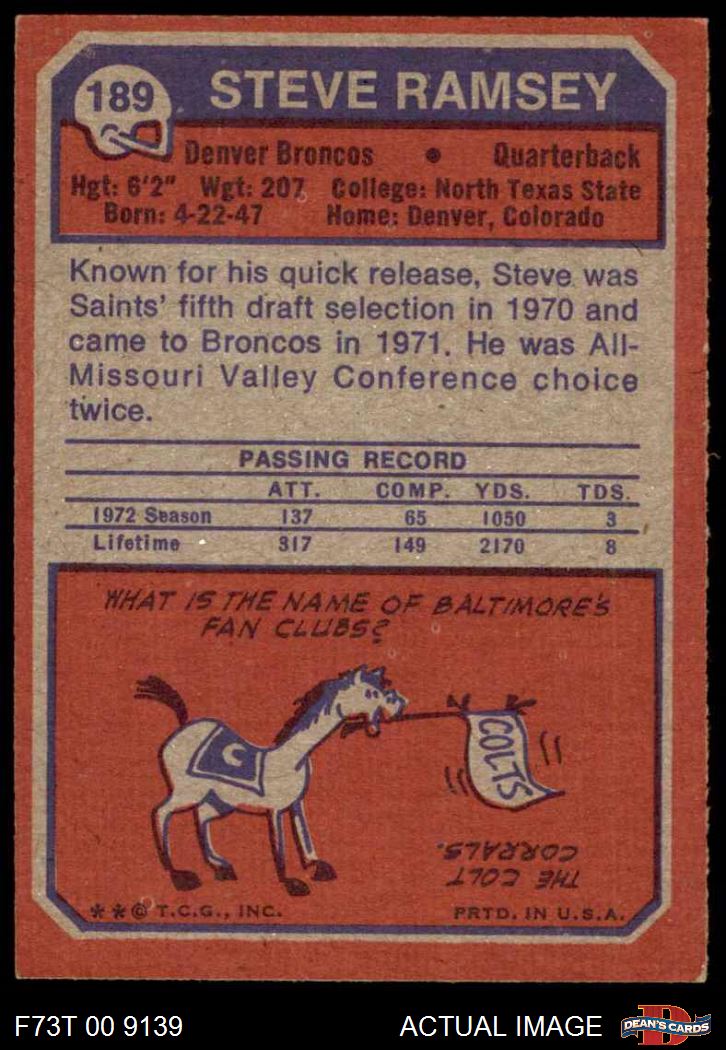 189 STEVE RAMSEY
Denver Broncos • Quarterback
Hgt: 6'2" Wgt: 207 College: North Texas State
Born: 4-22-47 Home: Denver, Colorado
Known for his quick release, Steve was
Saints' fifth draft selection in 1970 and
came to Broncos in 1971. He was All-
Missouri Valley Conference choice
twice.
PASSING RECORD
ATT. COMP. YDS. TDS.
1972 Season 137 65 1050 3
Lifetime 317 149 2170 8
WHAT IS THE NAME OF BALTIMORE'S
FAN CLUBS?
C
COLTS
THE COLT
CORRALS.
**© T.C.G., INC. PRTD. IN U.S.A.
F73T 00 9139 ACTUAL IMAGE
D
DEAN'S CARDS